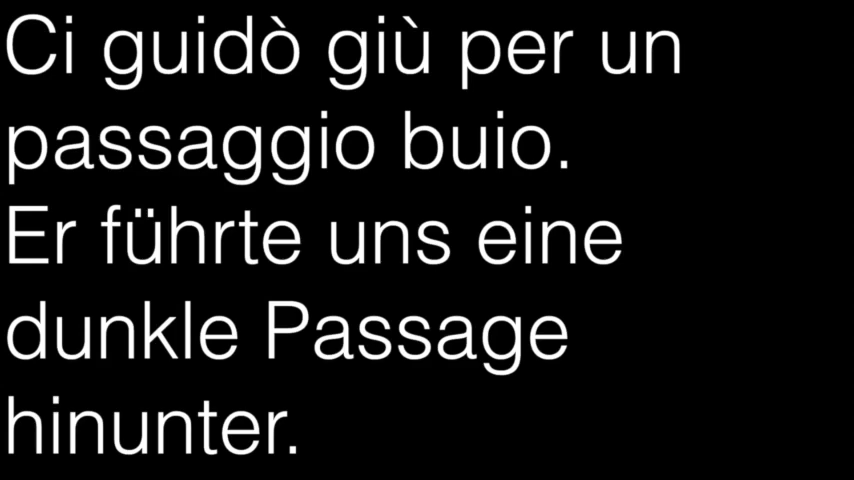 Ci guidò giù per un
passaggio buio.
Er führte uns eine
dunkle Passage
hinunter.